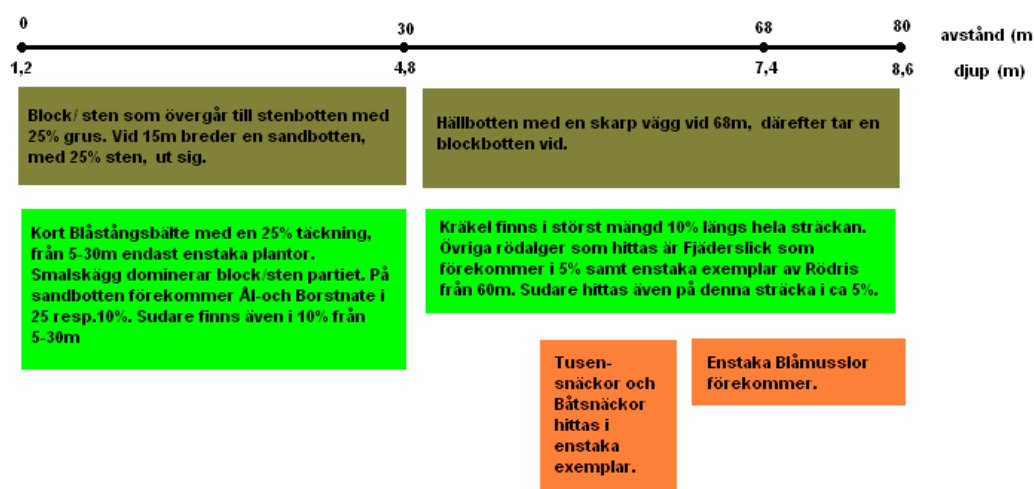 0 30 68 80 avstånd (m
1,2 4,8 7,4 8,6 djup (m)
Block/ sten som övergår till stenbotten med
25% grus. Vid 15m breder en sandbotten,
med 25% sten, ut sig.
Hällbotten med en skarp vägg vid 68m, därefter tar en
blockbotten vid.
Kort Blåstångsbälte med en 25% täckning,
från 5-30m endast enstaka plantor.
Smalskägg dominerar block/sten partiet. På
sandbotten förekommer Ål-och Borstnate i
25 resp.10%. Sudare finns även i 10% från
5-30m
Kräkel finns i störst mängd 10% längs hela sträckan.
Övriga rödalger som hittas är Fjäderslick som
förekommer i 5% samt enstaka exemplar av Rödris
från 60m. Sudare hittas även på denna sträcka i ca 5%.
Tusen-
snäckor och
Båtsnäckor
hittas i
enstaka
exemplar.
Enstaka Blåmusslor
förekommer.